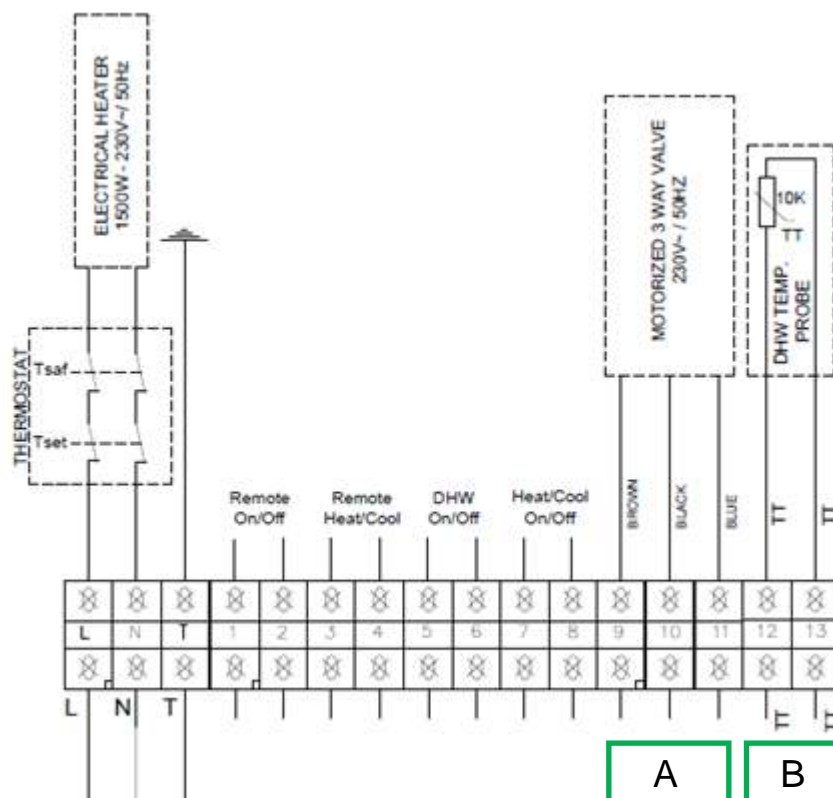 ELECTRICAL HEATER
1500W - 230V~/ 50Hz
MOTORIZED 3 WAY VALVE
230V~ / 50HZ
10K
TT
DHW TEMP.
PROBE
THERMOSTAT
Tsaf
Tset
Remote
On/Off
Remote
Heat/Cool
DHW
On/Off
Heat/Cool
On/Off
BROWN
BLACK
BLUE
TT
TT
L N T 1 2 3 4 5 6 7 8 9 10 11 12 13
L N T
TT
TT
A B